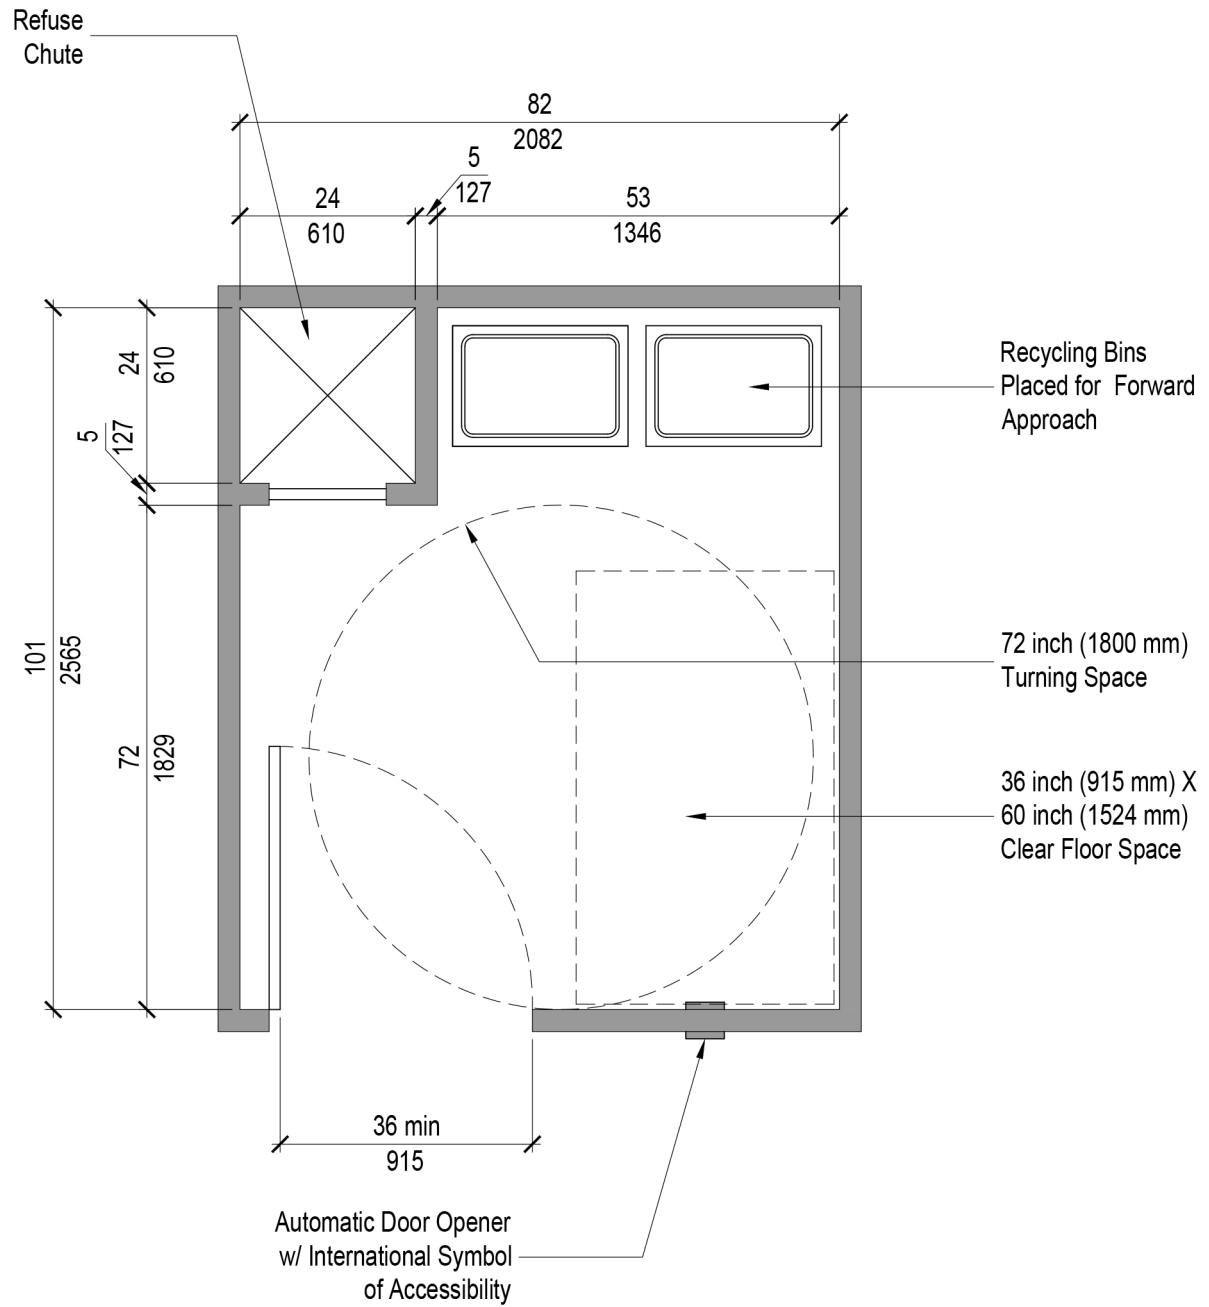 Refuse
Chute
82
2082
5
127
24
610
53
1346
24
610
5
127
Recycling Bins
Placed for  Forward
Approach
101
2565
72 inch (1800 mm)
Turning Space
72
1829
36 inch (915 mm) X
60 inch (1524 mm)
Clear Floor Space
36 min
915
Automatic Door Opener
w/ International Symbol
of Accessibility